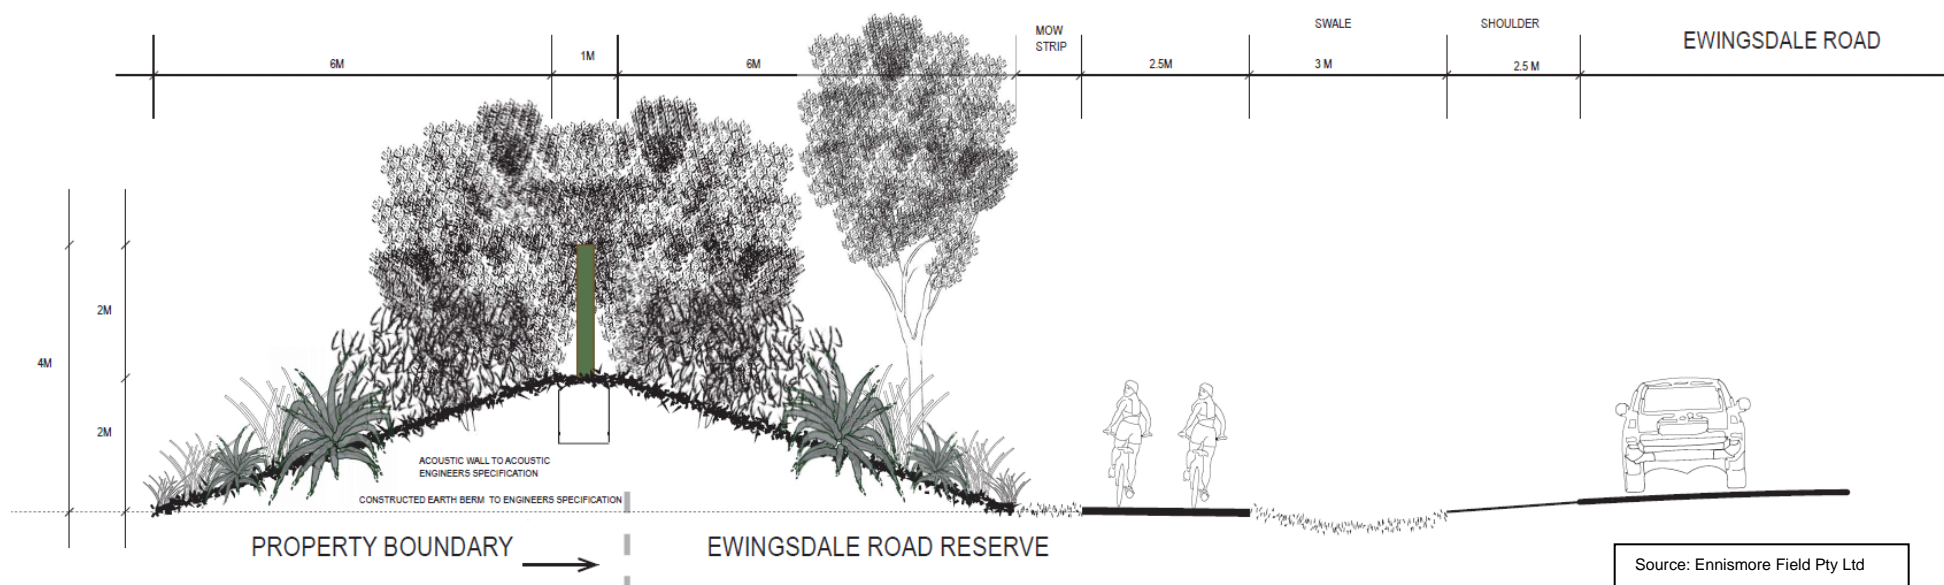 MOW
STRIP
SWALE
SHOULDER
EWINGSDALE ROAD
6M
1M
6M
2.5M
3 M
2.5 M
2M
4M
2M
ACOUSTIC WALL TO ACOUSTIC
ENGINEERS SPECIFICATION
CONSTRUCTED EARTH BERM TO ENGINEERS SPECIFICATION
PROPERTY BOUNDARY
EWINGSDALE ROAD RESERVE
Source: Ennismore Field Pty Ltd